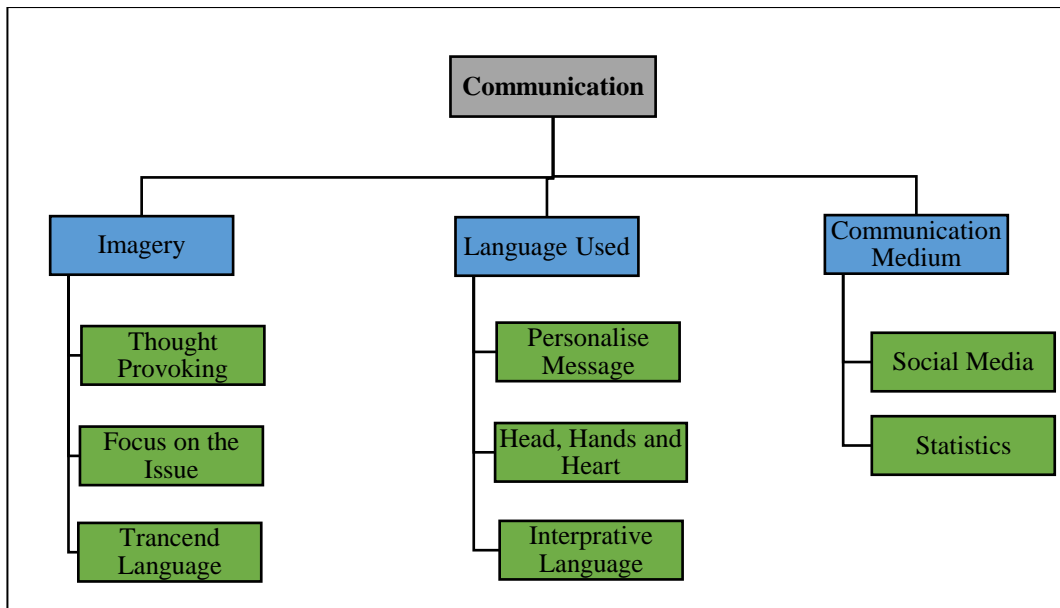 Communication
Imagery
Thought
Provoking
Focus on the
Issue
Trancend
Language
Language Used
Personalise
Message
Head, Hands and
Heart
Interprative
Language
Communication
Medium
Social Media
Statistics